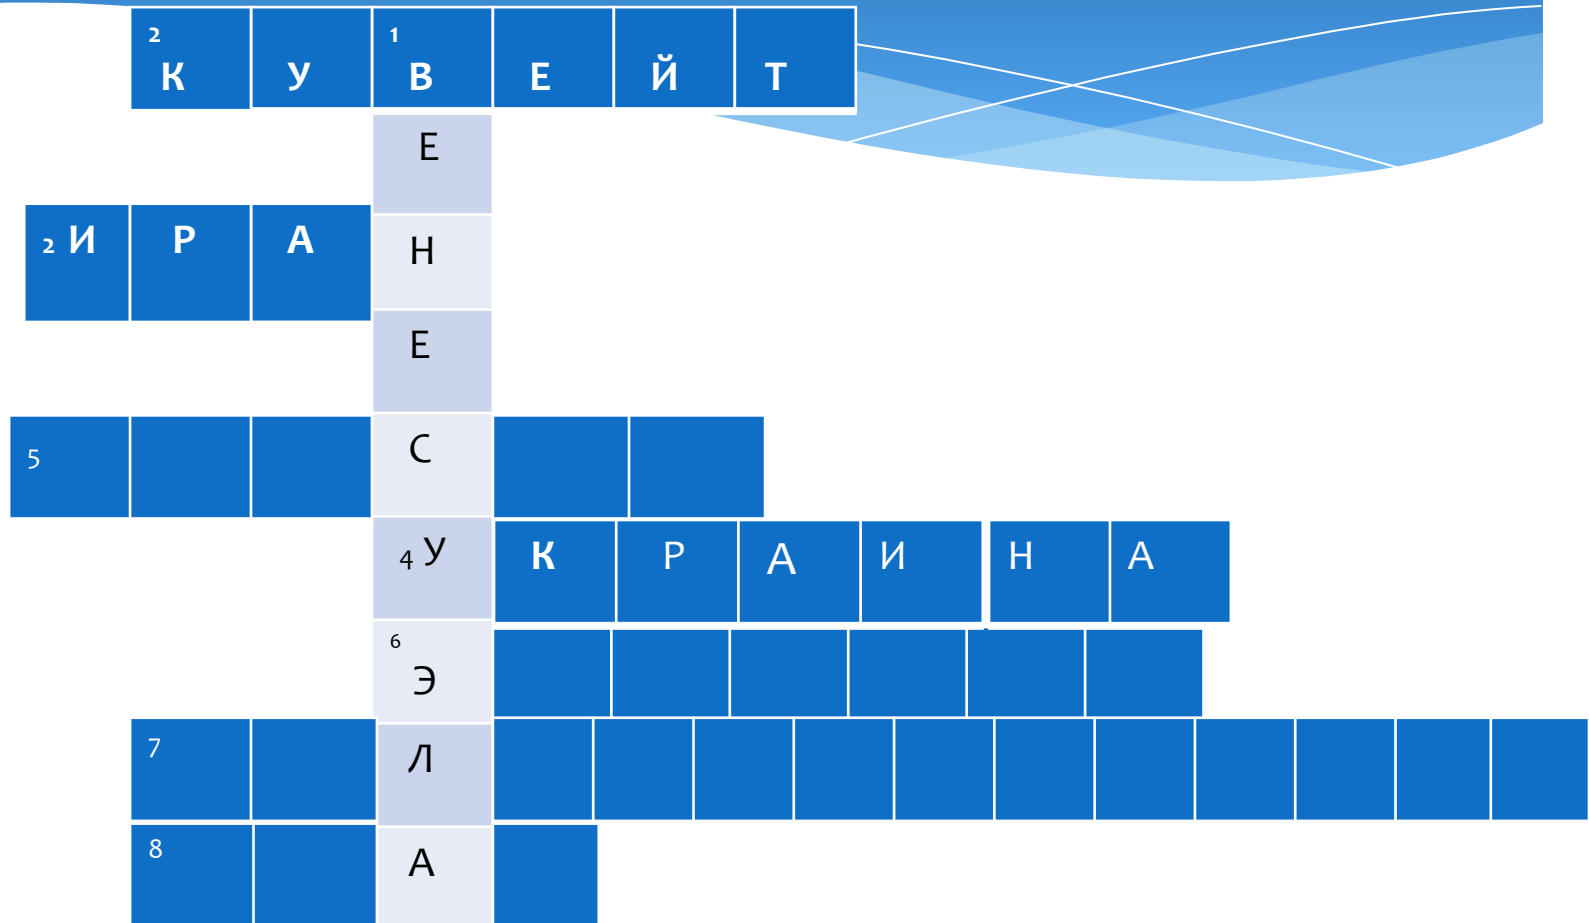 2 1
К У В Е Й Т
Е
2 И Р А Н
Е
5 С
4 У К Р А И Н А
6
Э
7 Л
8 А